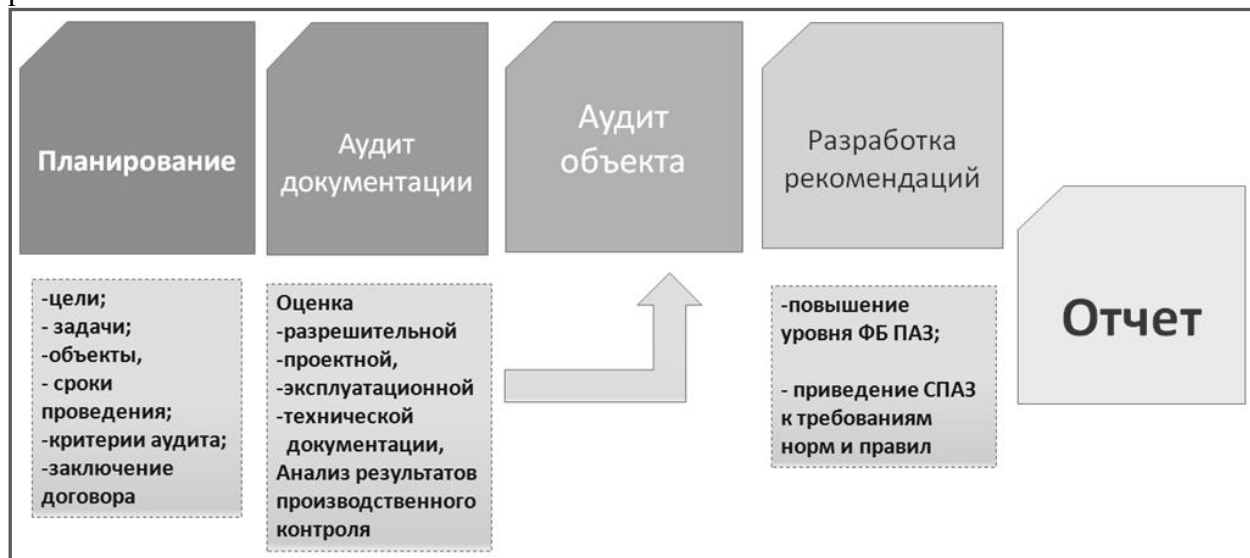 Планирование
-цели;
- задачи;
-объекты,
- сроки
проведения;
-критерии аудита;
-заключение
договора
Аудит
документации
Оценка
-разрешительной
-проектной,
-эксплуатационной
-технической
документации,
Анализ результатов
производственного
контроля
Аудит
объекта
Разработка
рекомендаций
-повышение
уровня ФБ ПАЗ;
- приведение СПАЗ
к требованиям
норм и правил
Отчет